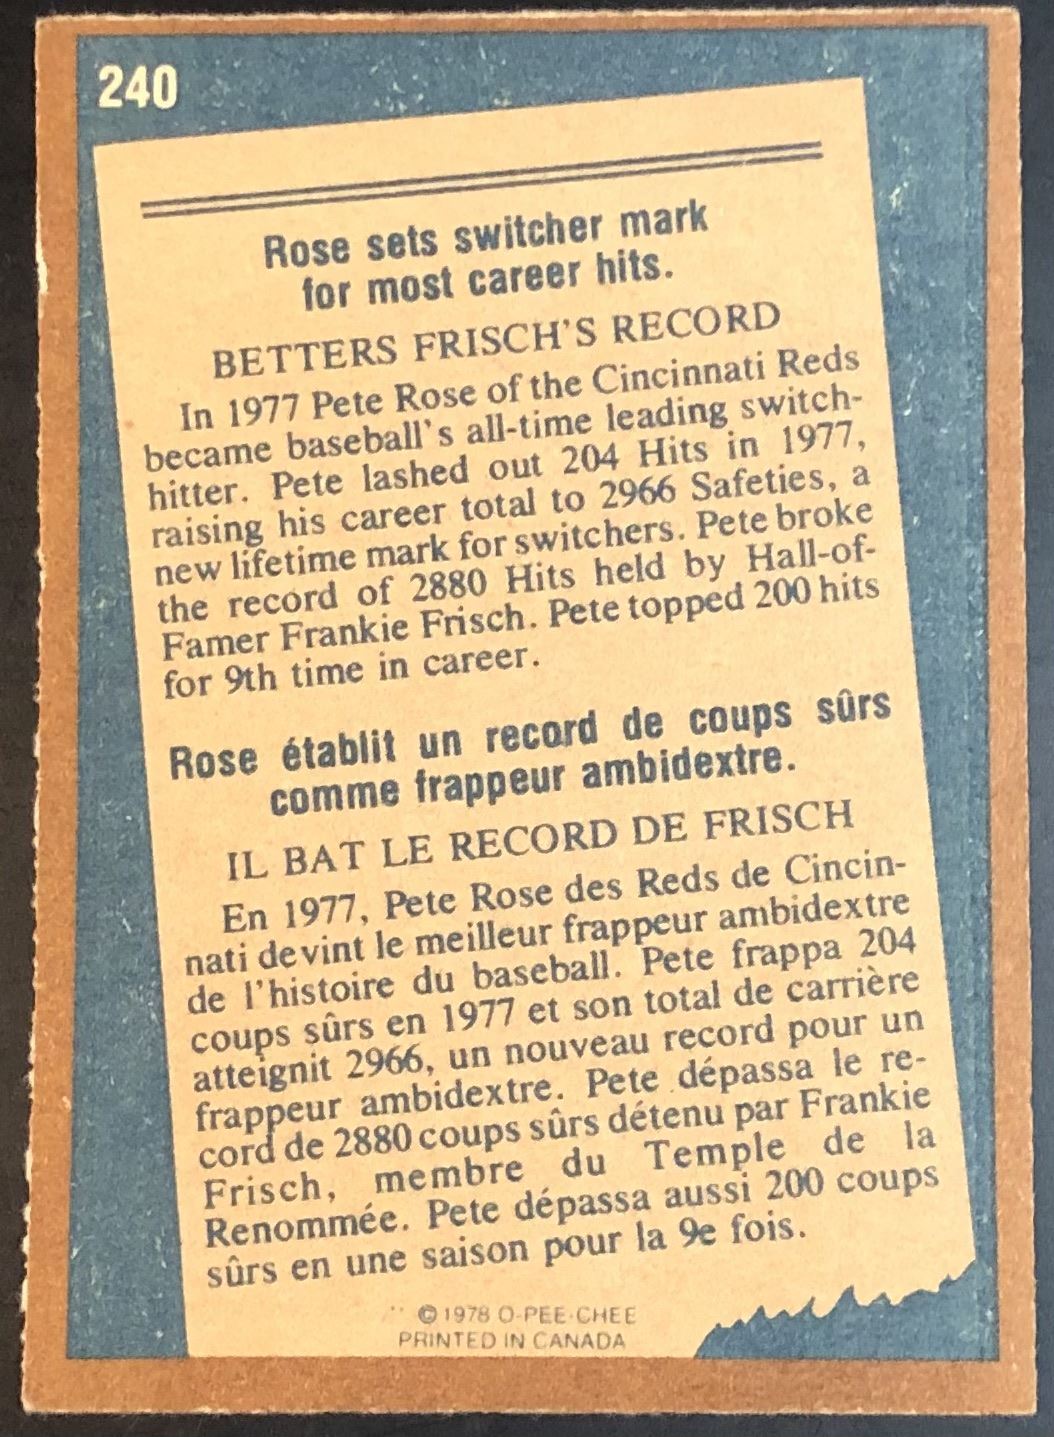 240
Rose sets switcher mark
for most career hits.
BETTERS FRISCH'S RECORD
In 1977 Pete Rose of the Cincinnati Reds
became baseball's all-time leading switch-
hitter. Pete lashed out 204 Hits in 1977,
raising his career total to 2966 Safeties, a
new lifetime mark for switchers. Pete broke
the record of 2880 Hits held by Hall-of-
Famer Frankie Frisch. Pete topped 200 hits
for 9th time in career.
Rose établit un record de coups sûrs
comme frappeur ambidextre.
IL BAT LE RECORD DE FRISCH
En 1977, Pete Rose des Reds de Cincin-
nati devint le meilleur frappeur ambidextre
de l'histoire du baseball. Pete frappa 204
coups sûrs en 1977 et son total de carrière
atteignit 2966, un nouveau record pour un
frappeur ambidextre. Pete dépassa le re-
cord de 2880 coups sûrs détenu par Frankie
Frisch, membre du Temple de la
Renommée. Pete dépassa aussi 200 coups
sûrs en une saison pour la 9e fois.
© 1978 O-PEE-CHEE
PRINTED IN CANADA